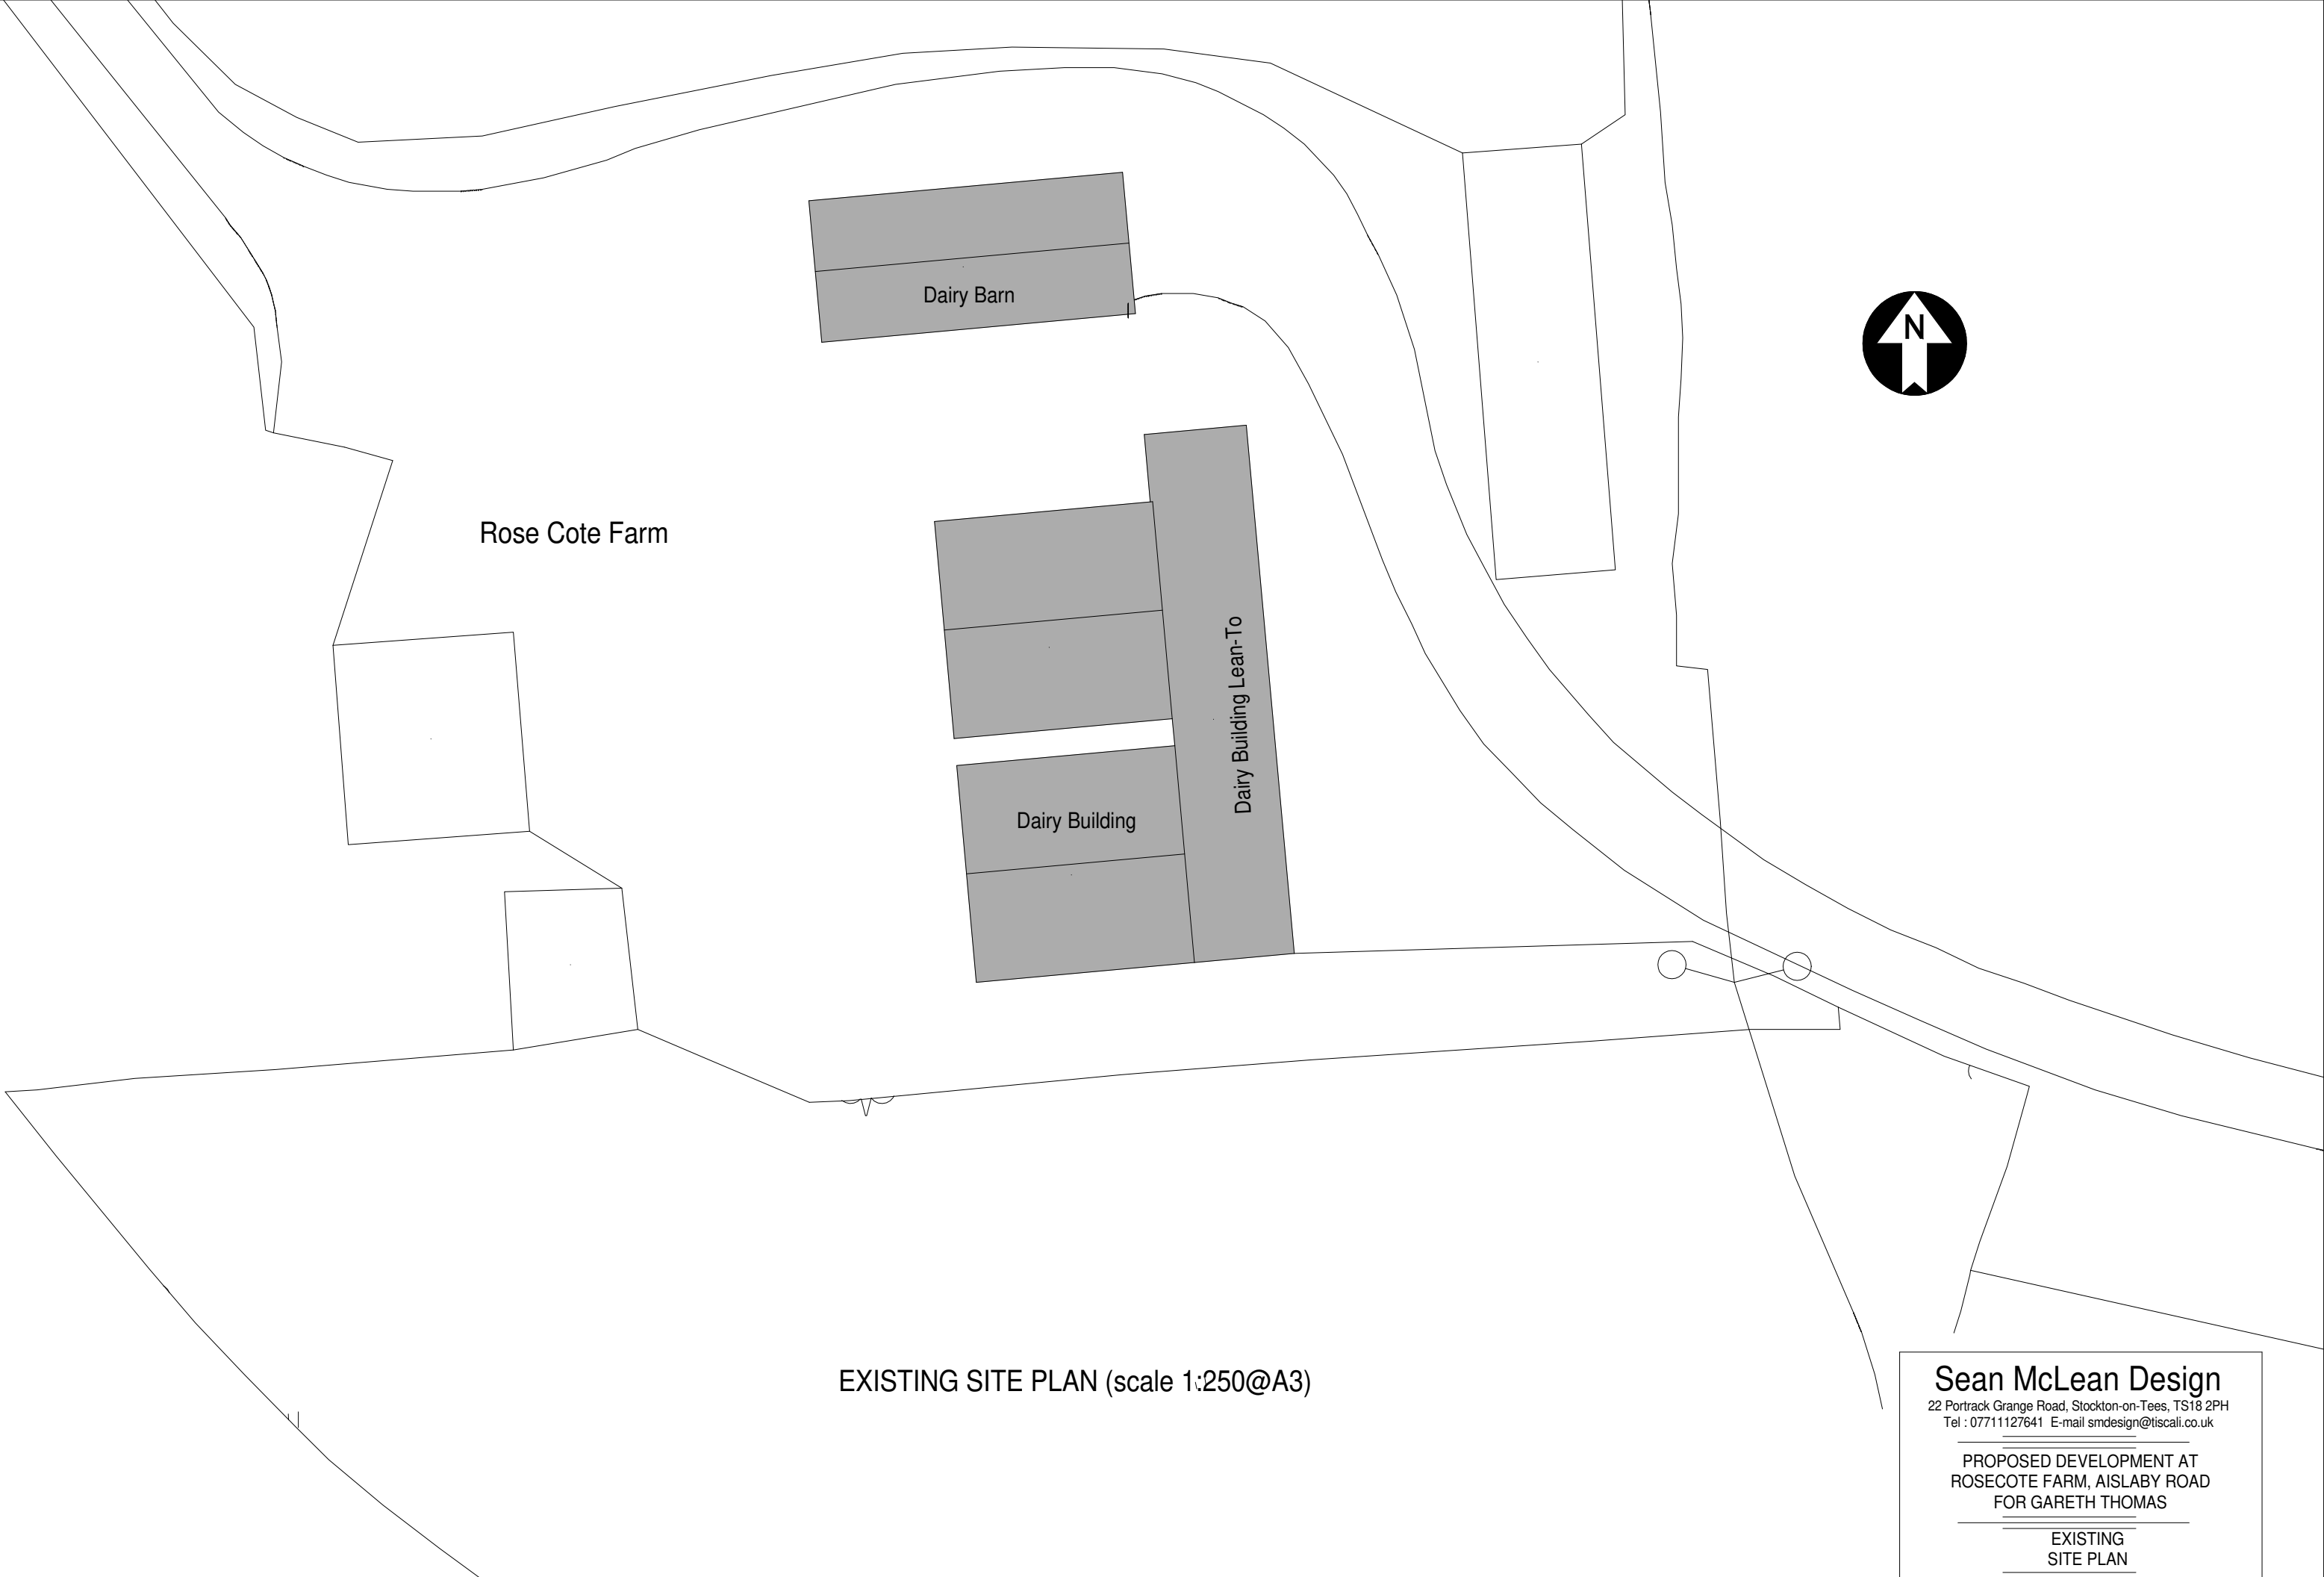 N
Dairy Barn
Rose Cote Farm
Dairy Building Lean-To
Dairy Building
EXISTING SITE PLAN (scale 1:250@A3)
Sean McLean Design
22 Portrack Grange Road, Stockton-on-Tees, TS18 2PH
Tel : 07711127641 E-mail smdesign@tiscali.co.uk
PROPOSED DEVELOPMENT AT
ROSECOTE FARM, AISLABY ROAD
FOR GARETH THOMAS
EXISTING
SITE PLAN